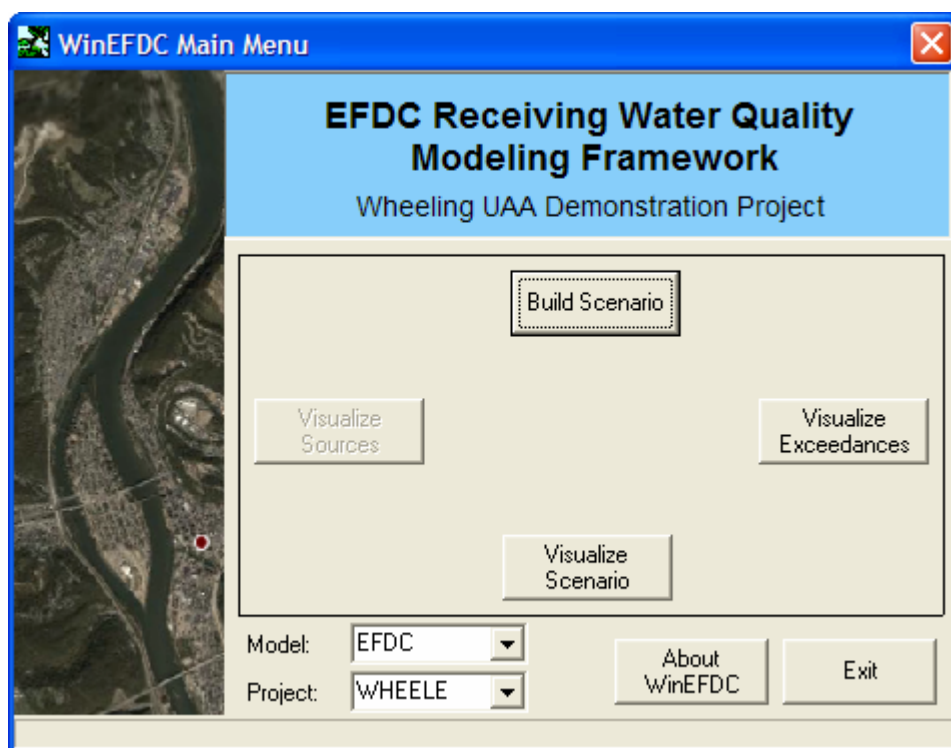 WinEFDC Main Menu
EFDC Receiving Water Quality
Modeling Framework
Wheeling UAA Demonstration Project
Build Scenario
Visualize
Sources
Visualize
Exceedances
Visualize
Scenario
Model:
EFDC
Project:
WHEELE
About
WinEFDC
Exit